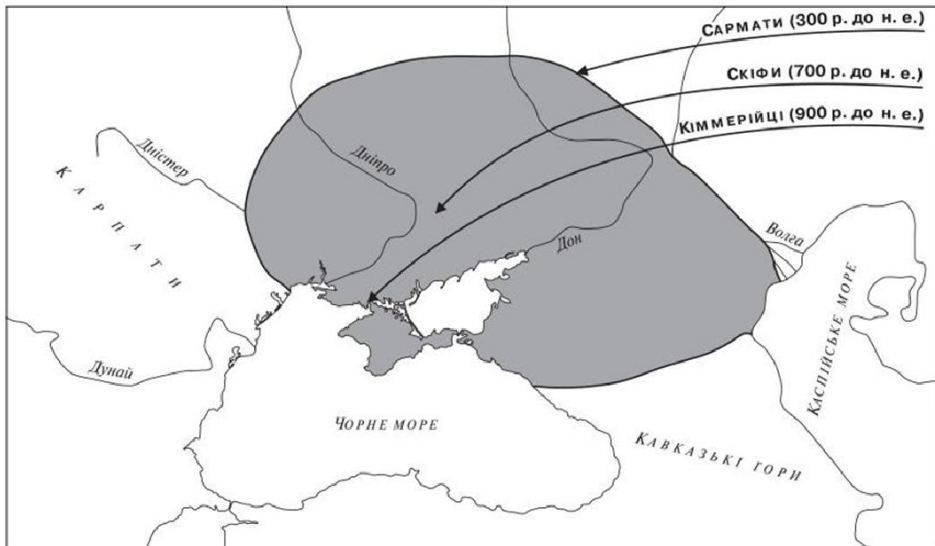 САРМАТИ (300 р. до н. е.)
СКІФИ (700 р. до н. е.)
КІММЕРІЙЦІ (900 р. до н. е.)
Дністер
Дніпро
КАРПАТИ
Волга
Дон
КАСПІЙСЬКЕ МОРЕ
Дунай
ЧОРНЕ МОРЕ
КАВКАЗЬКІ ГОРИ